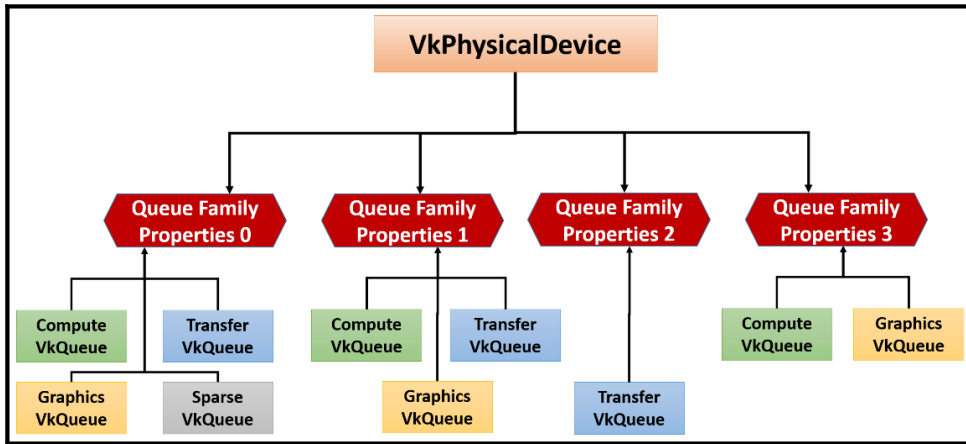 VkPhysicalDevice
Queue Family
Properties 0
Queue Family
Properties 1
Queue Family
Properties 2
Queue Family
Properties 3
Compute
VkQueue
Transfer
VkQueue
Graphics
VkQueue
Sparse
VkQueue
Compute
VkQueue
Transfer
VkQueue
Graphics
VkQueue
Transfer
VkQueue
Compute
VkQueue
Graphics
VkQueue